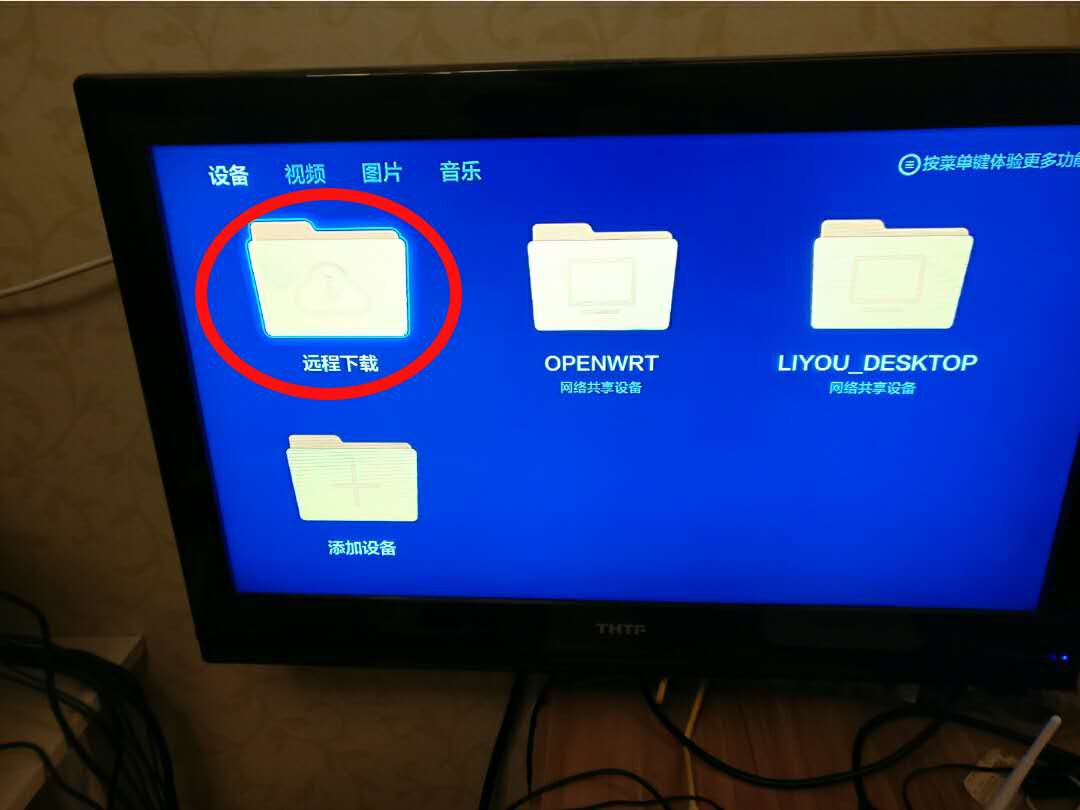 设备 视频 图片 音乐
按菜单键体验更多功能
远程下载
OPENWRT
网络共享设备
LIYOU_DESKTOP
网络共享设备
添加设备